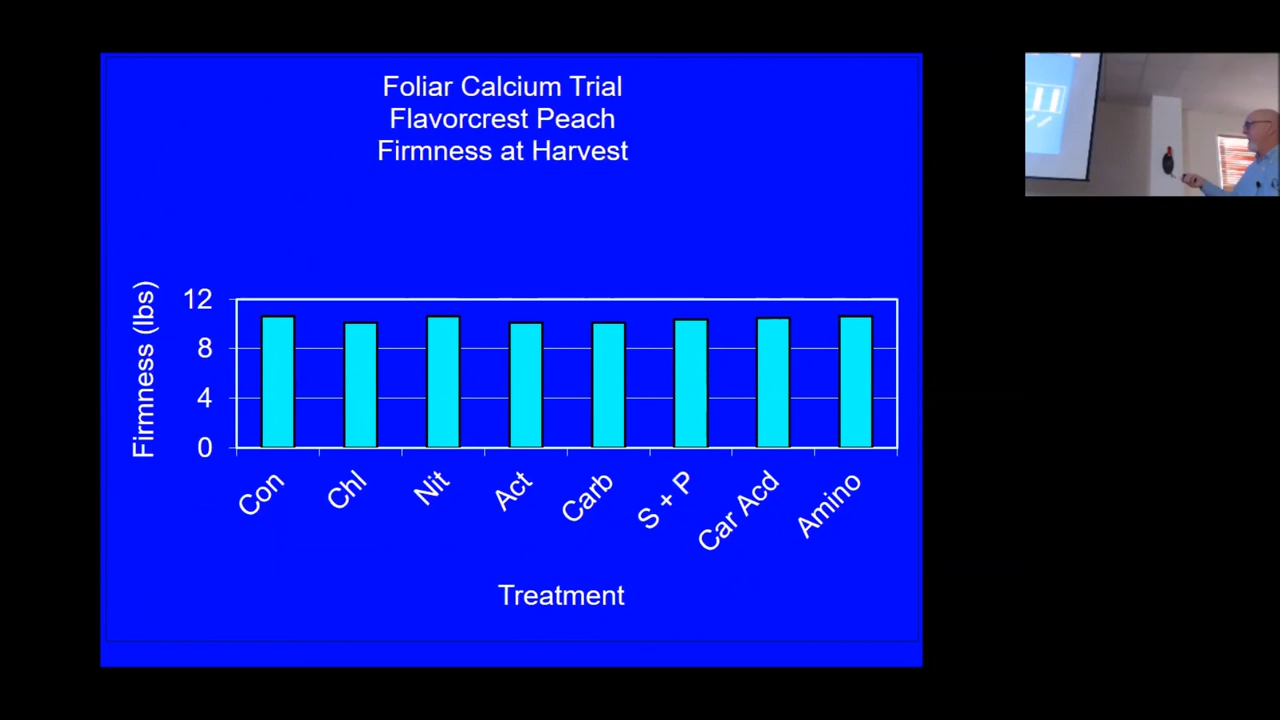 Foliar Calcium Trial
Flavorcrest Peach
Firmness at Harvest
Firmness (lbs)
12
8
4
0
Con
Chl
Nit
Act
Carb
S + P
Car Acd
Amino
Treatment